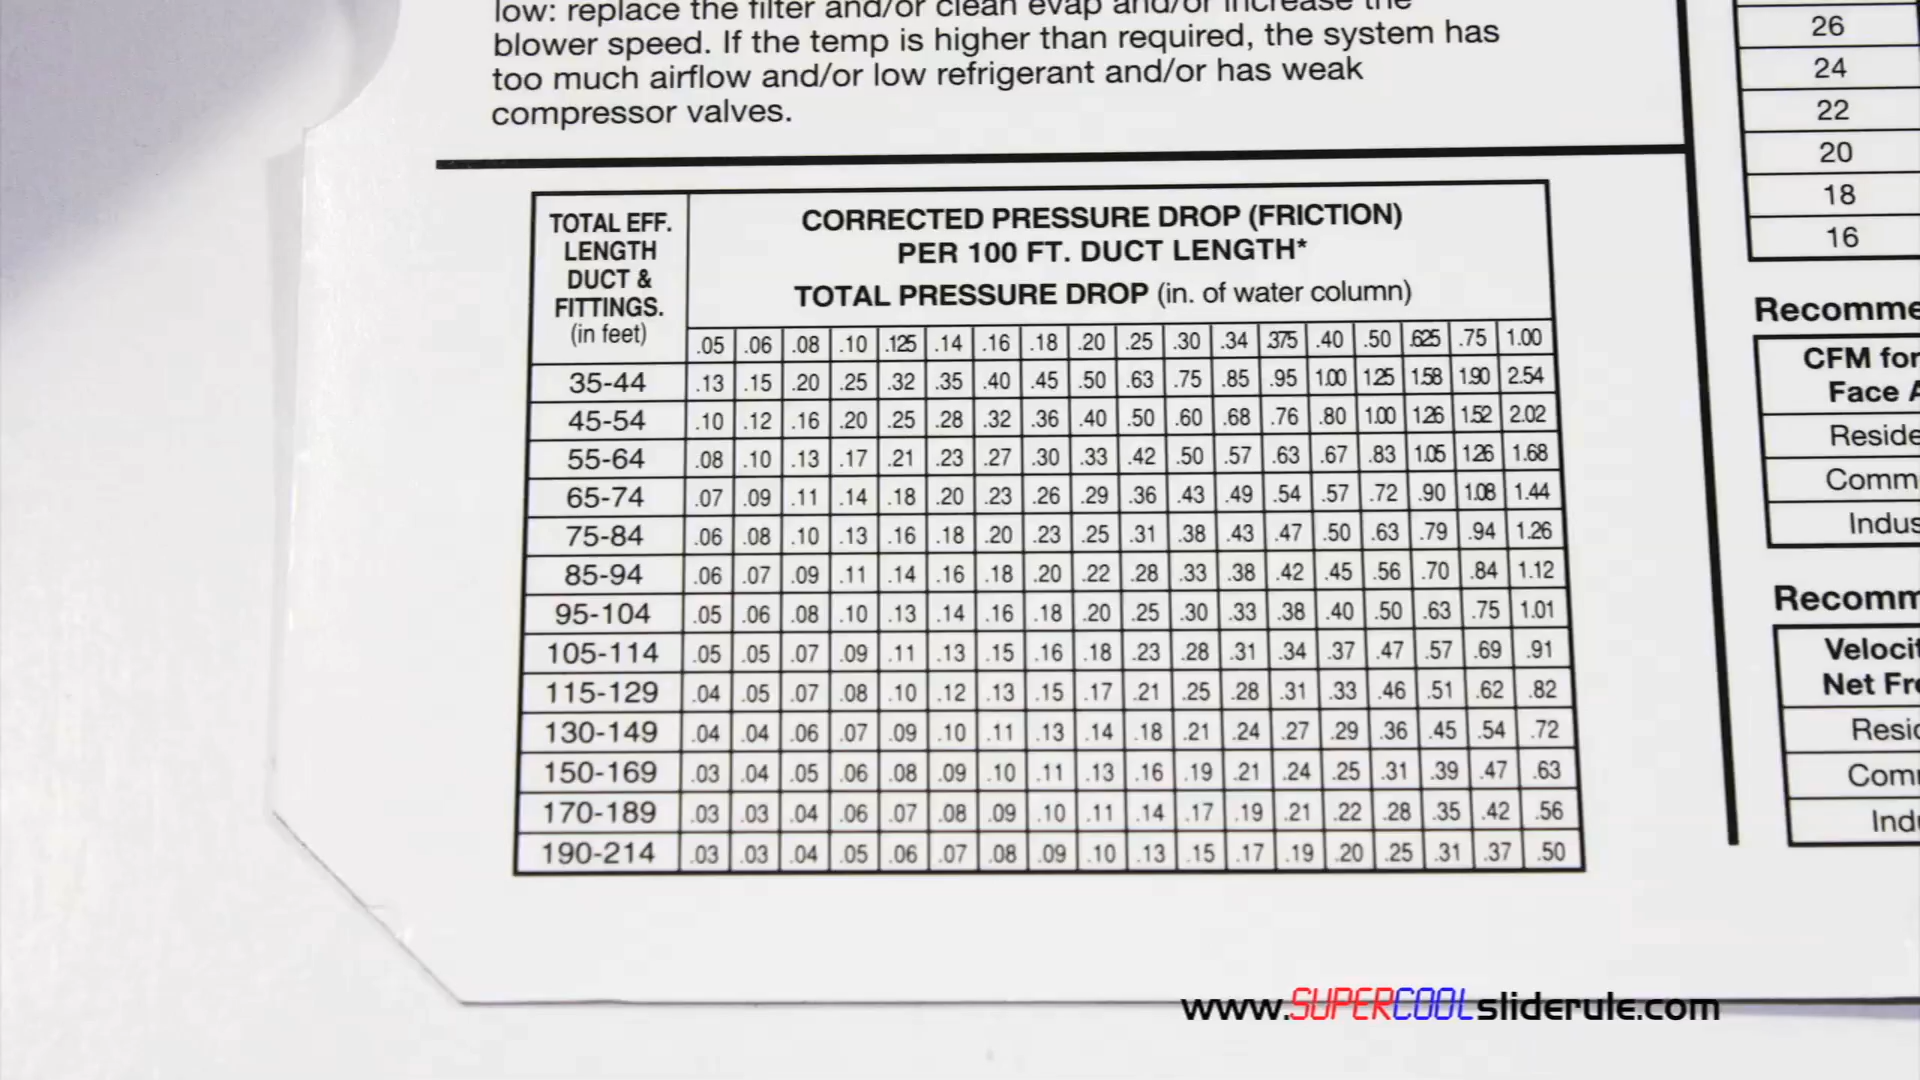 low: replace the filter and/or clean evap and/or increase the
blower speed. If the temp is higher than required, the system has
too much airflow and/or low refrigerant and/or has weak
compressor valves.
TOTAL EFF.
LENGTH
DUCT &
FITTINGS.
(in feet)
CORRECTED PRESSURE DROP (FRICTION)
PER 100 FT. DUCT LENGTH*
TOTAL PRESSURE DROP (in. of water column)
.05 .06 .08 .10 .125 .14 .16 .18 .20 .25 .30 .34 .375 .40 .50 .625 .75 1.00
35-44 .13 .15 .20 .25 .32 .35 .40 .45 .50 .63 .75 .85 .95 1.00 1.25 1.58 1.90 2.54
45-54 .10 .12 .16 .20 .25 .28 .32 .36 .40 .50 .60 .68 .76 .80 1.00 1.26 1.52 2.02
55-64 .08 .10 .13 .17 .21 .23 .27 .30 .33 .42 .50 .57 .63 .67 .83 1.05 1.26 1.68
65-74 .07 .09 .11 .14 .18 .20 .23 .26 .29 .36 .43 .49 .54 .57 .72 .90 1.08 1.44
75-84 .06 .08 .10 .13 .16 .18 .20 .23 .25 .31 .38 .43 .47 .50 .63 .79 .94 1.26
85-94 .06 .07 .09 .11 .14 .16 .18 .20 .22 .28 .33 .38 .42 .45 .56 .70 .84 1.12
95-104 .05 .06 .08 .10 .13 .14 .16 .18 .20 .25 .30 .33 .38 .40 .50 .63 .75 1.01
105-114 .05 .05 .07 .09 .11 .13 .15 .16 .18 .23 .28 .31 .34 .37 .47 .57 .69 .91
115-129 .04 .05 .07 .08 .10 .12 .13 .15 .17 .21 .25 .28 .31 .33 .46 .51 .62 .82
130-149 .04 .04 .06 .07 .09 .10 .11 .13 .14 .18 .21 .24 .27 .29 .36 .45 .54 .72
150-169 .03 .04 .05 .06 .08 .09 .10 .11 .13 .16 .19 .21 .24 .25 .31 .39 .47 .63
170-189 .03 .03 .04 .06 .07 .08 .09 .10 .11 .14 .17 .19 .21 .22 .28 .35 .42 .56
190-214 .03 .03 .04 .05 .06 .07 .08 .09 .10 .13 .15 .17 .19 .20 .25 .31 .37 .50
26
24
22
20
18
16
Recomme
CFM for
Face A
Reside
Comm
Indus
Recomm
Velocit
Net Fre
Resid
Comm
Indu
www.SUPERCOOLsliderule.com